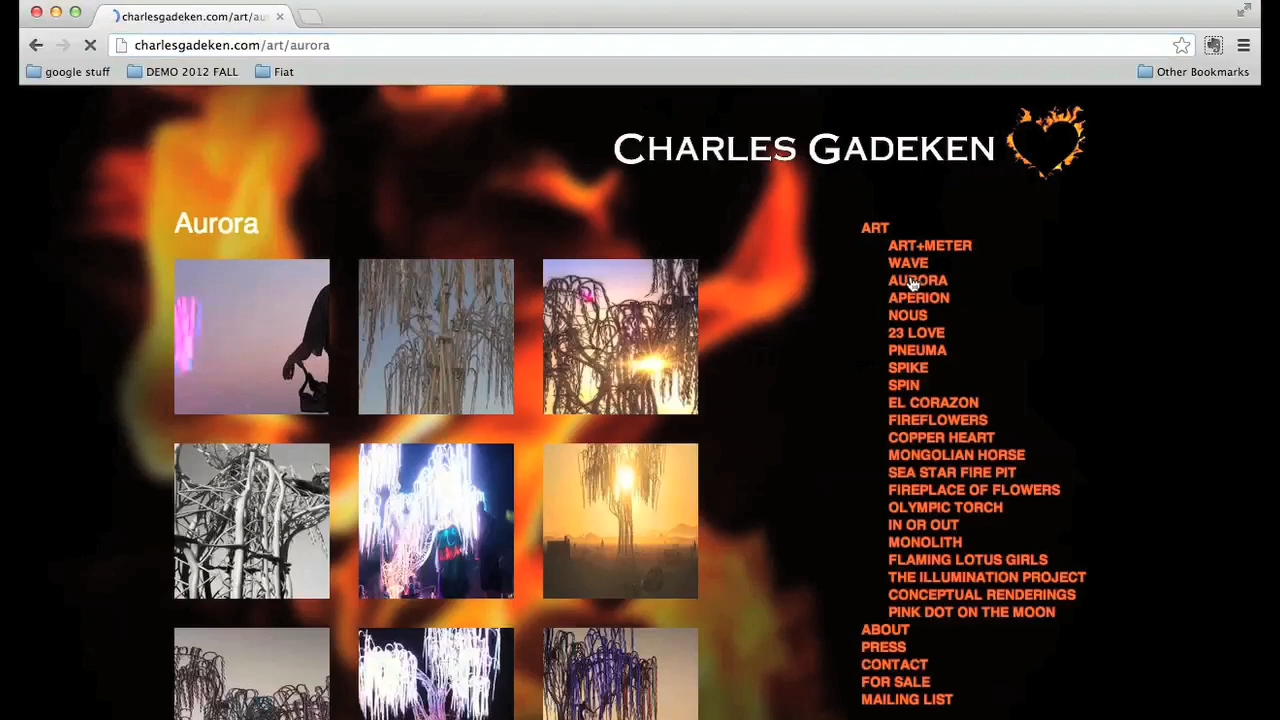 charlesgadeken.com/art/au
charlesgadeken.com/art/aurora
google stuff
DEMO 2012 FALL
Fiat
Other Bookmarks
CHARLES GADEKEN
Aurora
ART
ART+METER
WAVE
AURORA
APERION
NOUS
23 LOVE
PNEUMA
SPIKE
SPIN
EL CORAZON
FIREFLOWERS
COPPER HEART
MONGOLIAN HORSE
SEA STAR FIRE PIT
FIREPLACE OF FLOWERS
OLYMPIC TORCH
IN OR OUT
MONOLITH
FLAMING LOTUS GIRLS
THE ILLUMINATION PROJECT
CONCEPTUAL RENDERINGS
PINK DOT ON THE MOON
ABOUT
PRESS
CONTACT
FOR SALE
MAILING LIST